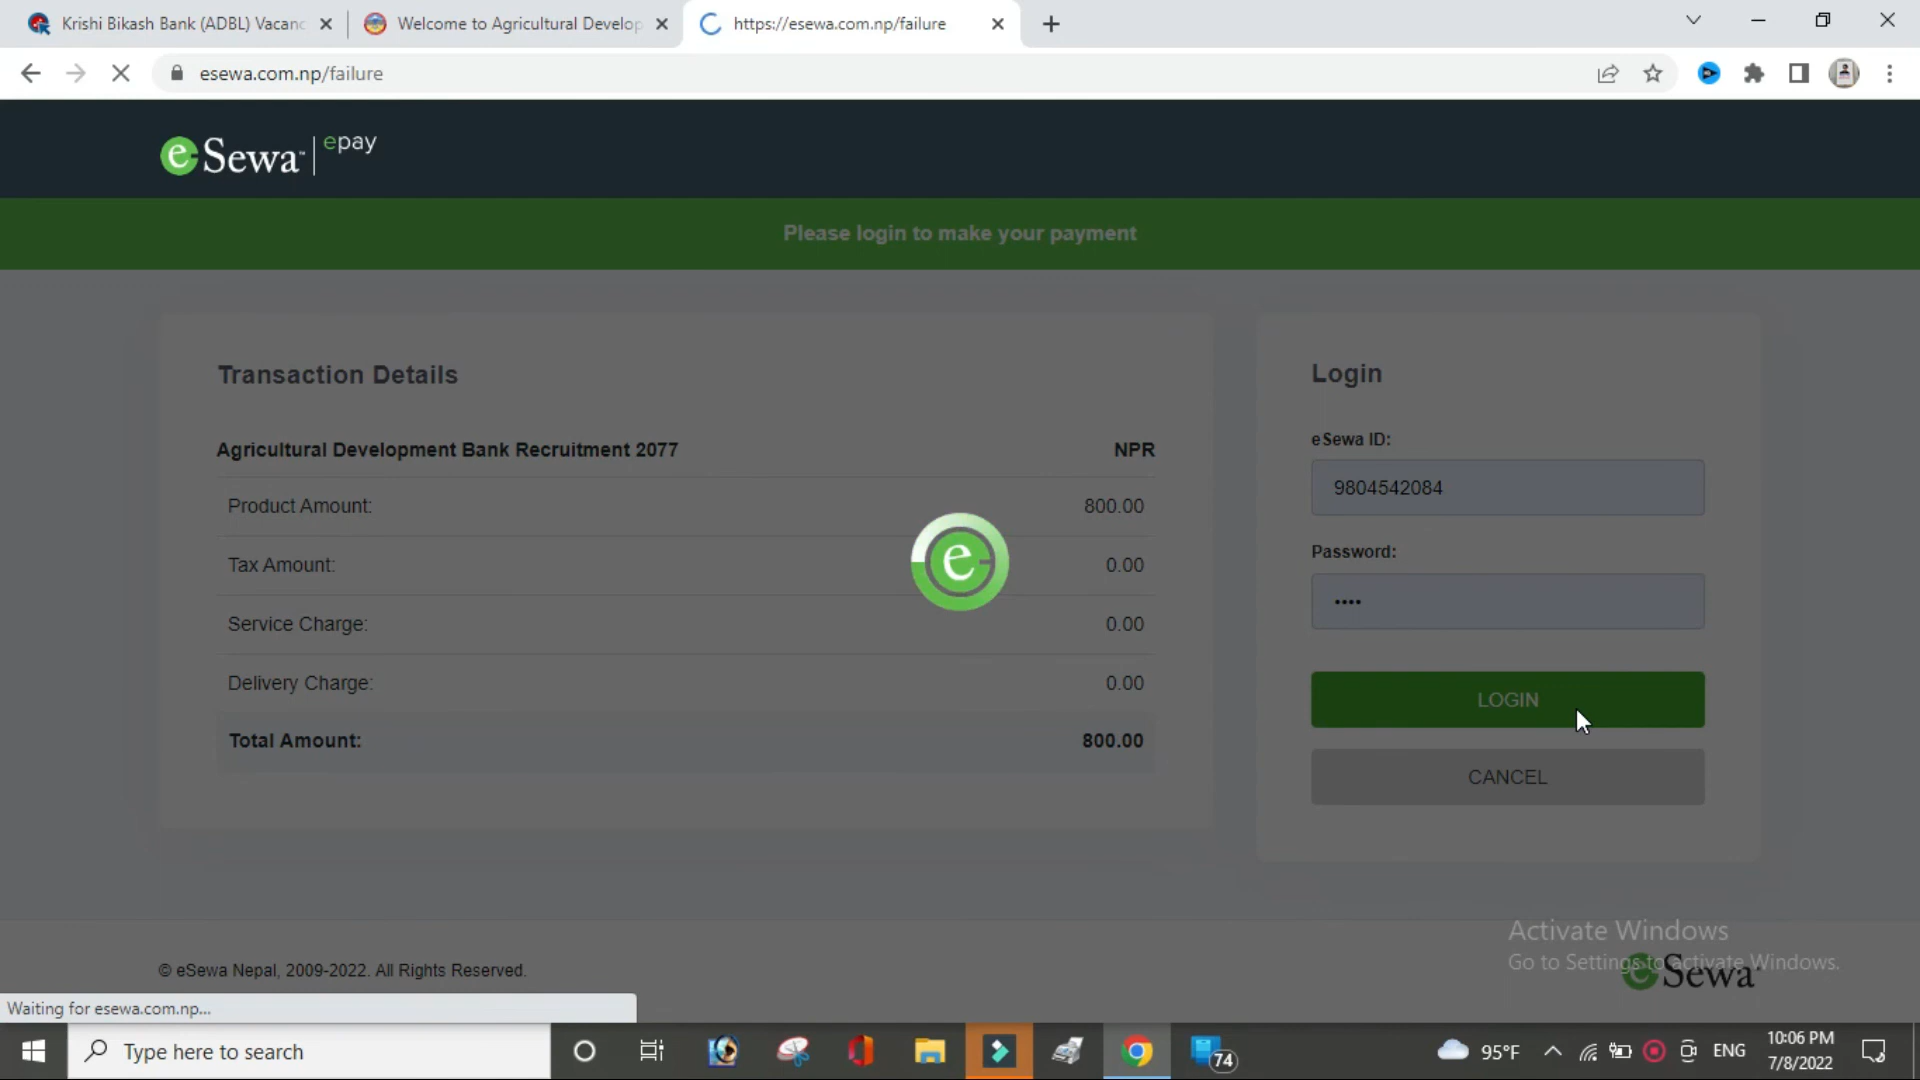 Krishi Bikash Bank (ADBL) Vacanc
Welcome to Agricultural Develop
https://esewa.com.np/failure
esewa.com.np/failure
eSewa™ | epay
Please login to make your payment
Transaction Details
Agricultural Development Bank Recruitment 2077 NPR
Product Amount: 800.00
Tax Amount: 0.00
Service Charge: 0.00
Delivery Charge: 0.00
Total Amount: 800.00
Login
eSewa ID:
9804542084
Password:
••••
LOGIN
CANCEL
Activate Windows
Go to Settings to activate Windows.
© eSewa Nepal, 2009-2022. All Rights Reserved.
eSewa
Waiting for esewa.com.np...
Type here to search
74
95°F
ENG
10:06 PM
7/8/2022